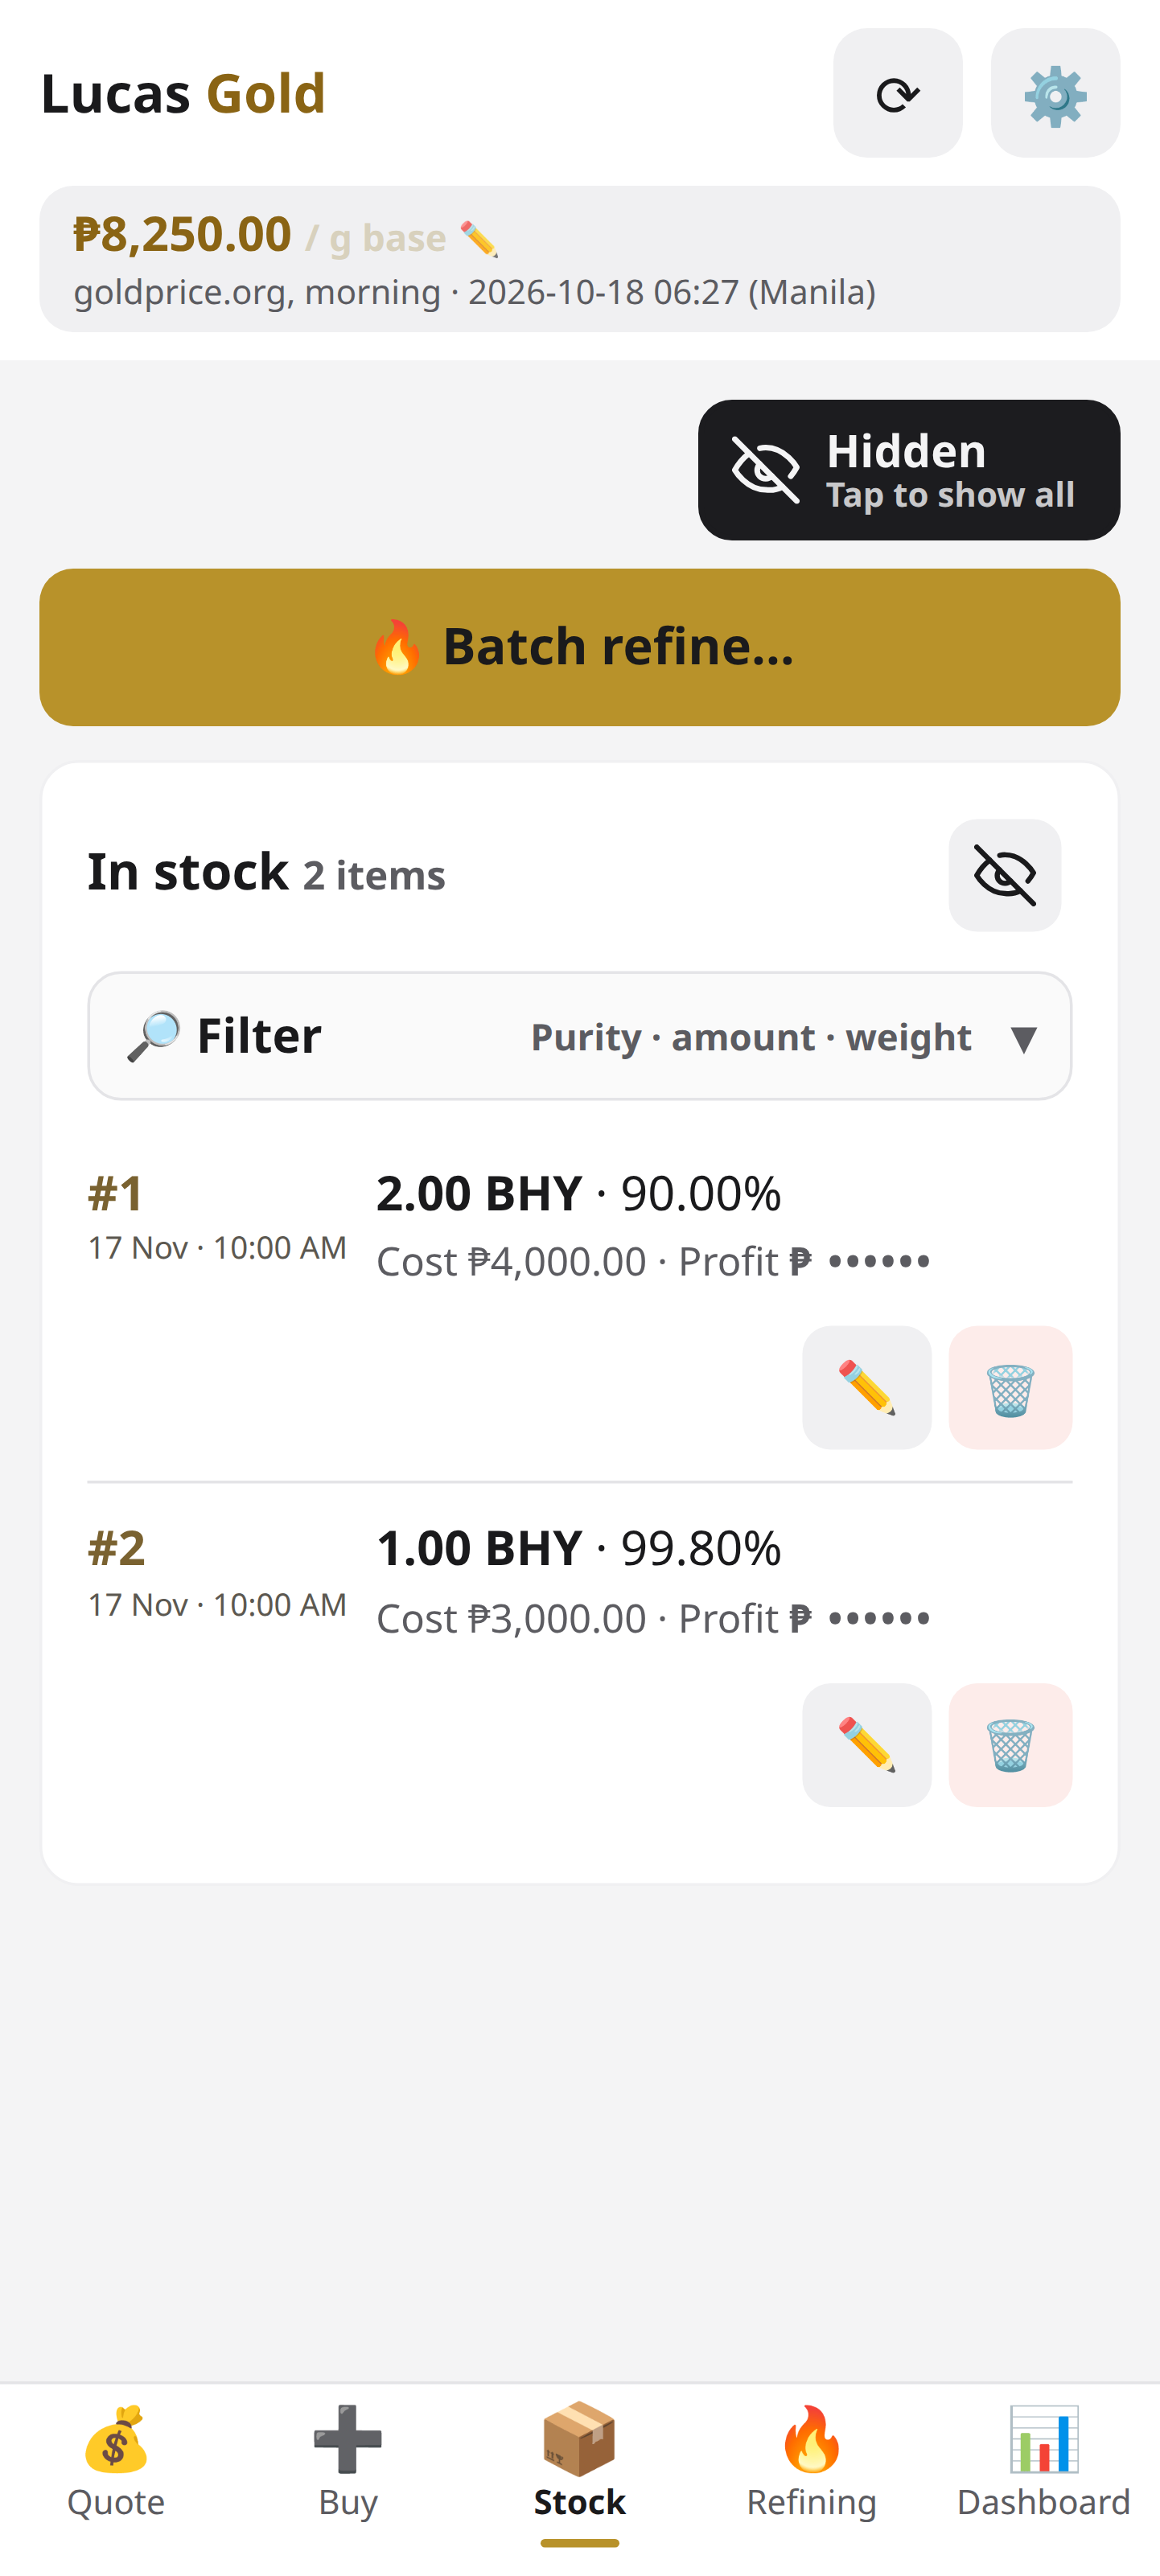 Lucas Gold
₱8,250.00 / g base
goldprice.org, morning · 2026-10-18 06:27 (Manila)
Hidden
Tap to show all
Batch refine...
In stock 2 items
Filter Purity · amount · weight ▼
#1 2.00 BHY · 90.00%
17 Nov · 10:00 AM Cost ₱4,000.00 · Profit ₱ ••••••
#2 1.00 BHY · 99.80%
17 Nov · 10:00 AM Cost ₱3,000.00 · Profit ₱ ••••••
Quote Buy Stock Refining Dashboard